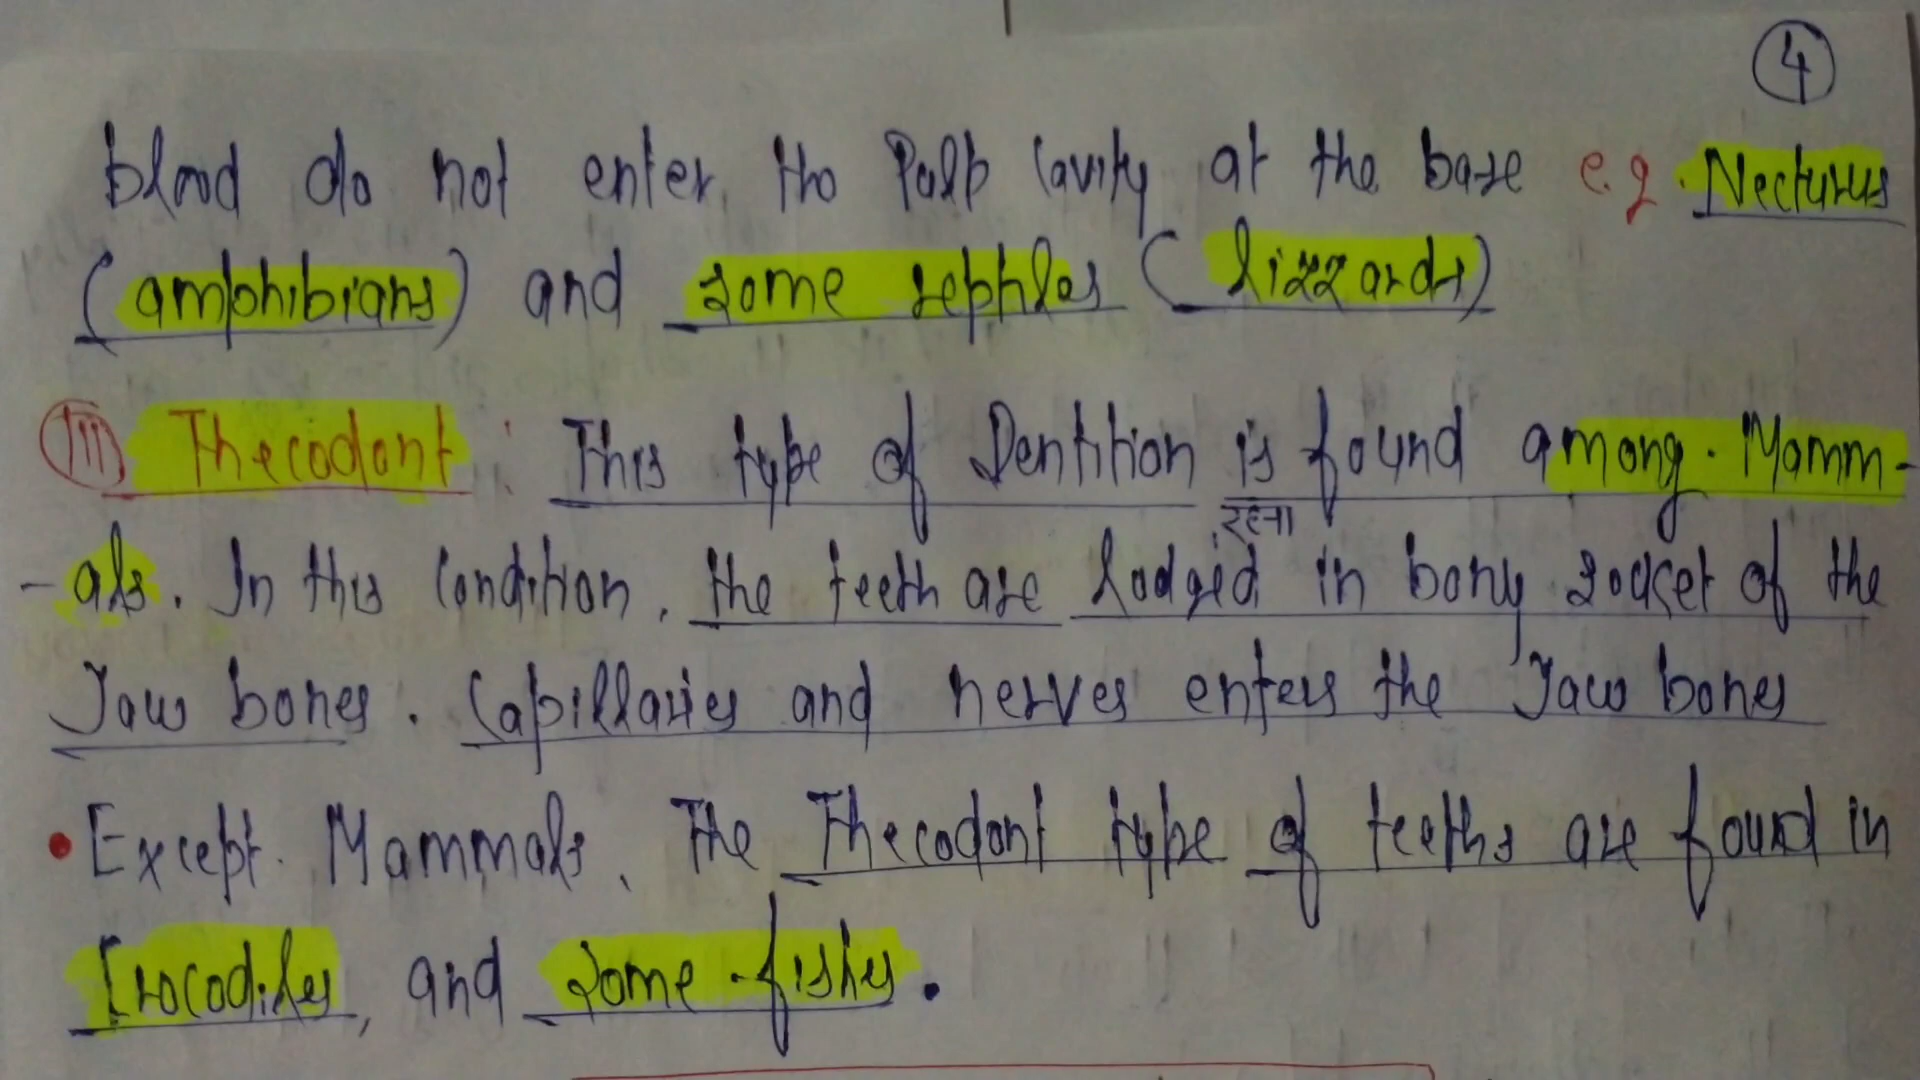 4
blood do not enter the Pulp Cavity at the base e.g. Necturus
(amphibians) and some reptiles (lizzards)
(iii) Thecodont : This type of Dentition is found among Mamm-
रहना
- als. In this Condition, the teeth are lodged in bony socket of the
Jaw bones. Capillaries and nerves enters the Jaw bones
• Except Mammals, The Thecodont type of teeths are found in
Crocodiles, and some fishes.